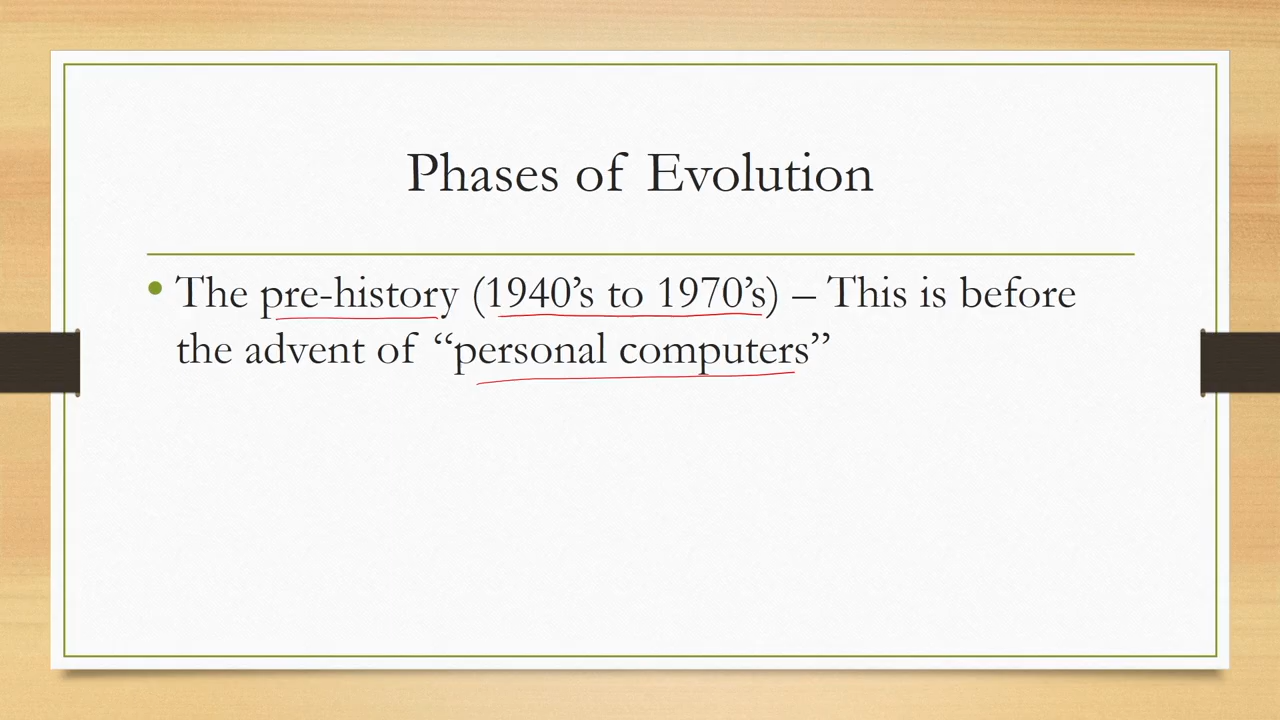 Phases of Evolution
• The pre-history (1940’s to 1970’s) – This is before
the advent of “personal computers”